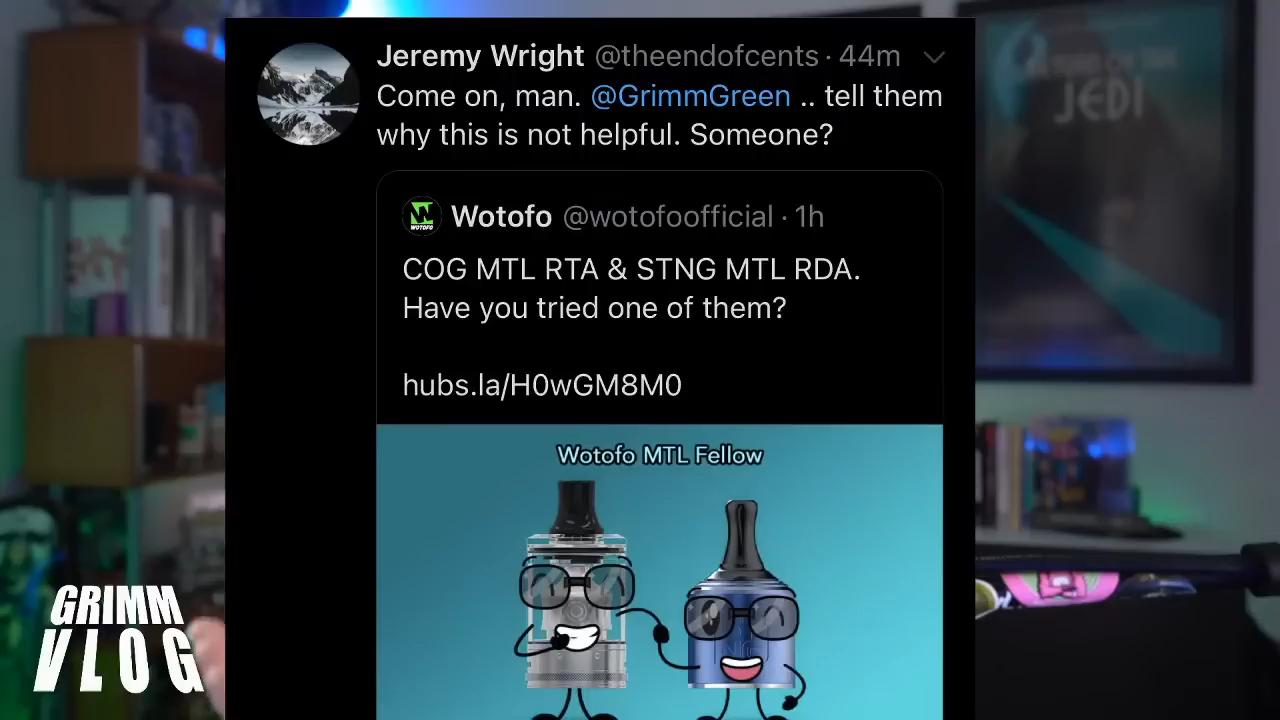 Jeremy Wright @theendofcents · 44m
Come on, man. @GrimmGreen .. tell them
why this is not helpful. Someone?
WOTOFO
Wotofo @wotofoofficial · 1h
COG MTL RTA & STNG MTL RDA.
Have you tried one of them?
hubs.la/H0wGM8M0
Wotofo MTL Fellow
JEDI
GRIMM
VLOG